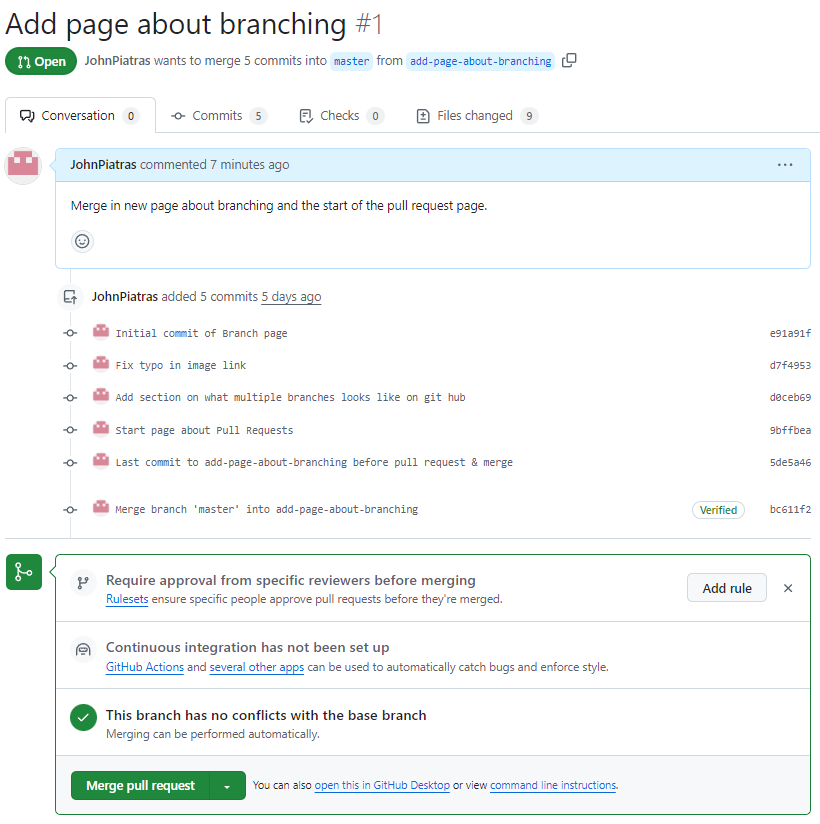 Add page about branching #1
Open JohnPiatras wants to merge 5 commits into master from add-page-about-branching
Conversation 0 Commits 5 Checks 0 Files changed 9
JohnPiatras commented 7 minutes ago ...
Merge in new page about branching and the start of the pull request page.
JohnPiatras added 5 commits 5 days ago
Initial commit of Branch page e91a91f
Fix typo in image link d7f4953
Add section on what multiple branches looks like on git hub d0ceb69
Start page about Pull Requests 9bffbea
Last commit to add-page-about-branching before pull request & merge 5de5a46
Merge branch 'master' into add-page-about-branching Verified bc611f2
Require approval from specific reviewers before merging
Rulesets ensure specific people approve pull requests before they're merged.
Add rule
Continuous integration has not been set up
GitHub Actions and several other apps can be used to automatically catch bugs and enforce style.
This branch has no conflicts with the base branch
Merging can be performed automatically.
Merge pull request You can also open this in GitHub Desktop or view command line instructions.